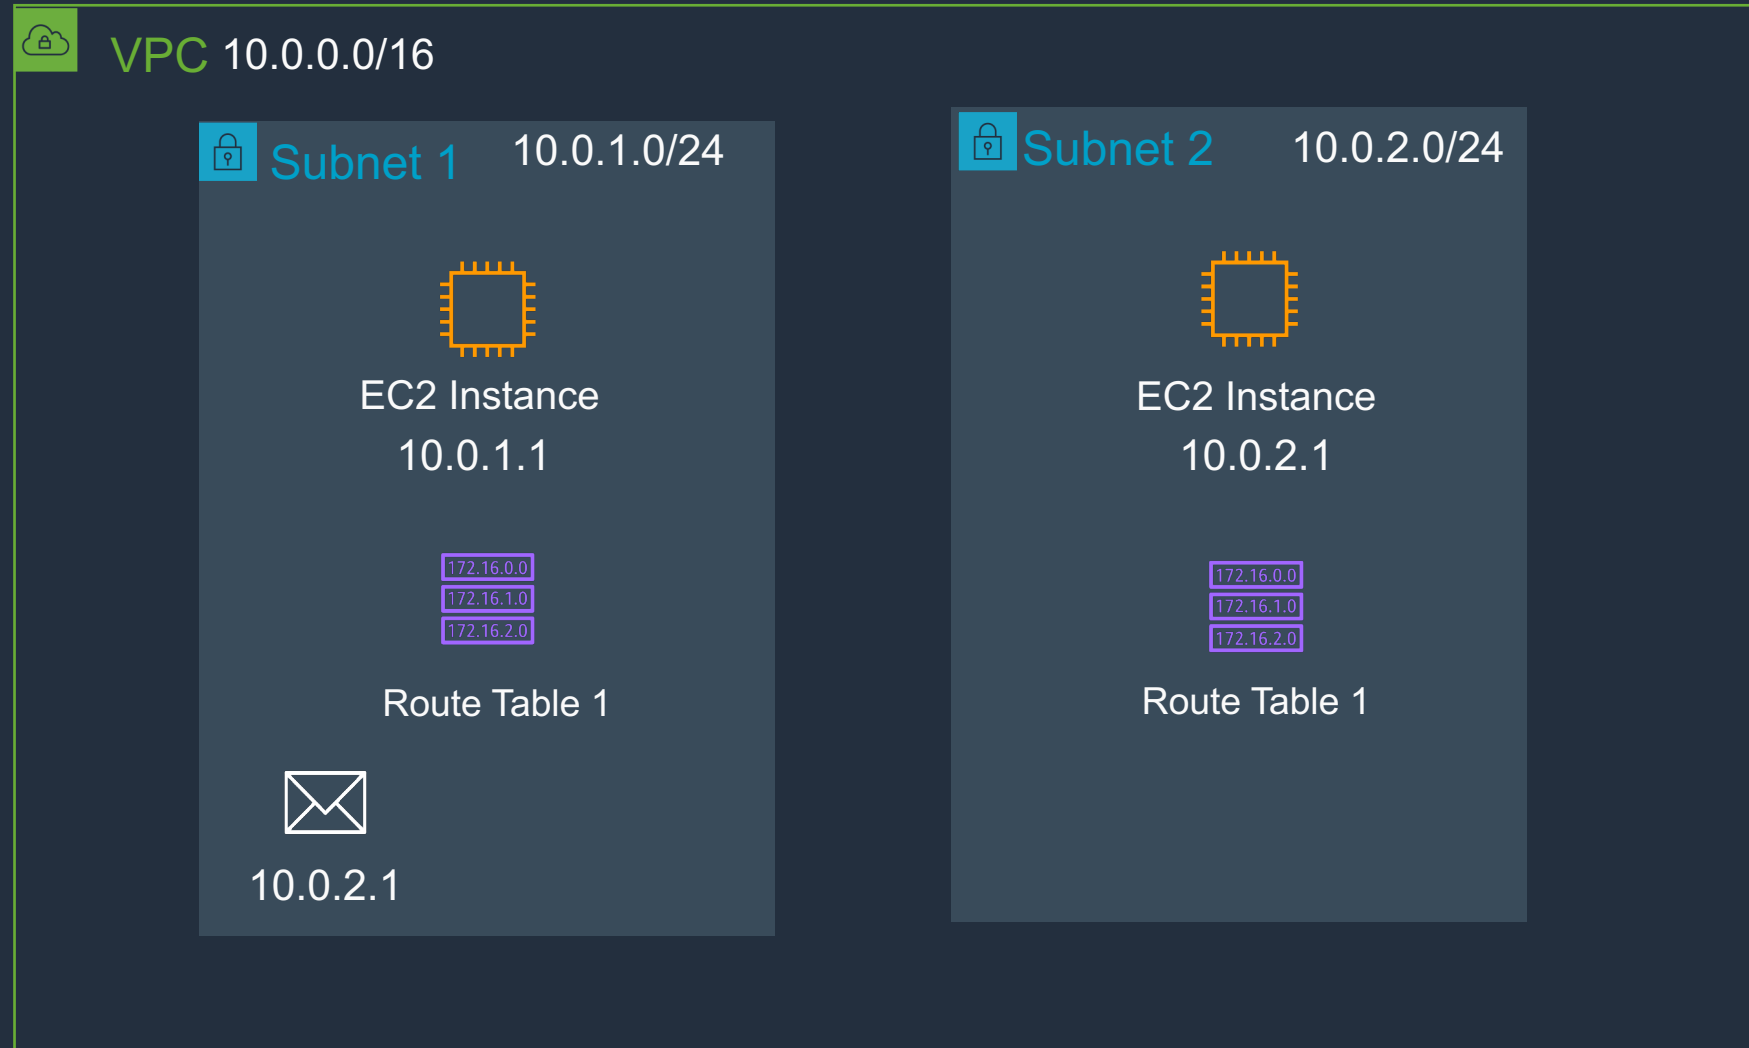 VPC 10.0.0.0/16
Subnet 1 10.0.1.0/24
EC2 Instance
10.0.1.1
172.16.0.0
172.16.1.0
172.16.2.0
Route Table 1
10.0.2.1
Subnet 2 10.0.2.0/24
EC2 Instance
10.0.2.1
172.16.0.0
172.16.1.0
172.16.2.0
Route Table 1